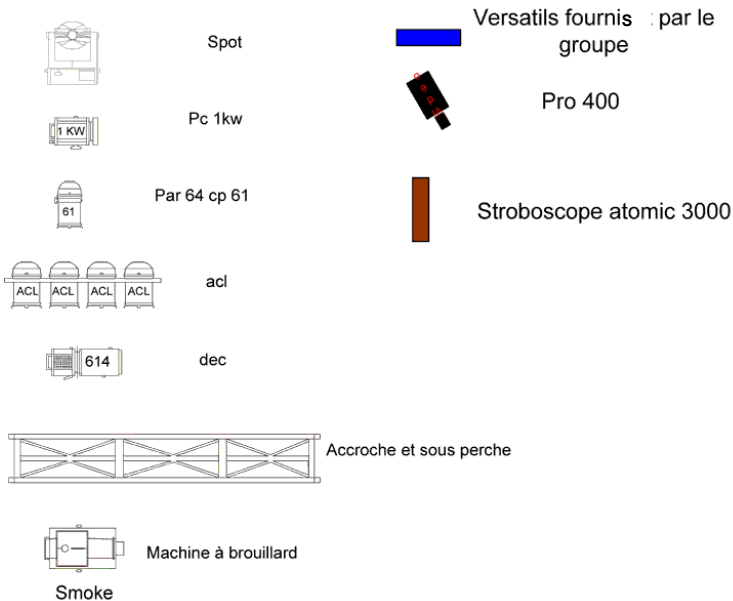 Spot
Pc 1kw
1 KW
Par 64 cp 61
61
acl
ACL ACL ACL ACL
dec
614
Accroche et sous perche
Machine à brouillard
Smoke
Versatils fournis : par le
groupe
Pro 400
Stroboscope atomic 3000